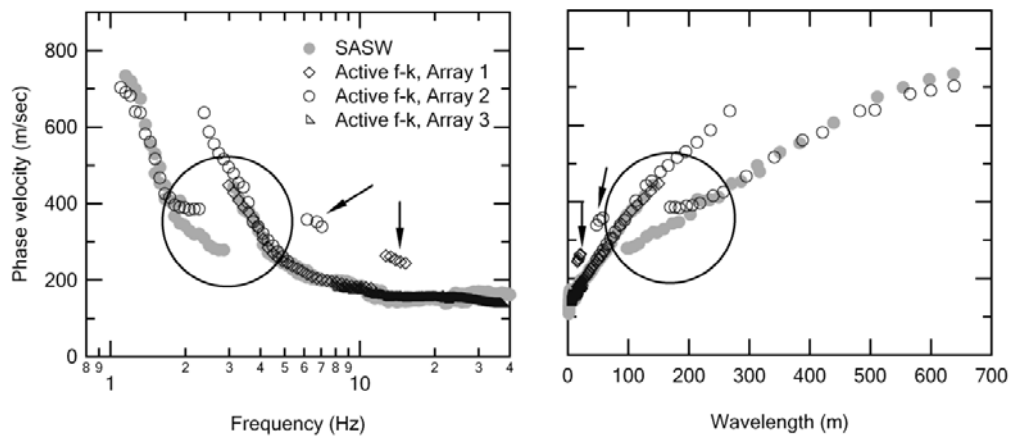 800
600
400
200
0
Phase velocity (m/sec)
SASW
Active f-k, Array 1
Active f-k, Array 2
Active f-k, Array 3
8 9 1 2 3 4 5 6 7 8 9 10 2 3 4
Frequency (Hz)
0 100 200 300 400 500 600 700
Wavelength (m)